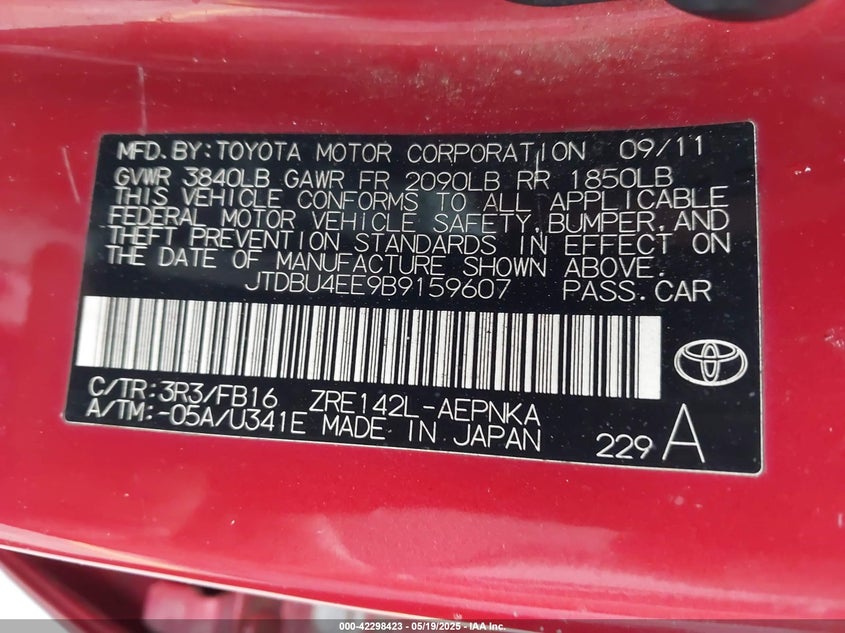 MFD.BY:TOYOTA MOTOR CORPORATION 09/11
GVWR 3840LB GAWR FR 2090LB RR 1850LB
THIS VEHICLE CONFORMS TO ALL APPLICABLE
FEDERAL MOTOR VEHICLE SAFETY,BUMPER,AND
THEFT PREVENTION STANDARDS IN EFFECT ON
THE DATE OF MANUFACTURE SHOWN ABOVE.
JTDBU4EE9B9159607 PASS.CAR
C/TR:3R3/FB16 ZRE142L-AEPNKA
A/TM:-05A/U341E MADE IN JAPAN 229 A
000-42298423 - 05/19/2025 - IAA Inc.